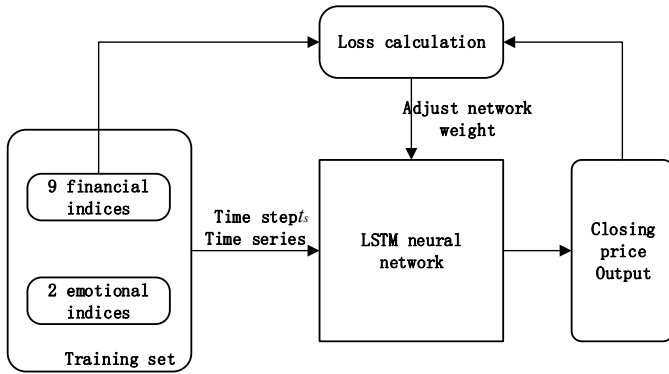 Loss calculation
Adjust network
weight
9 financial
indices
2 emotional
indices
Training set
Time step tₛ
Time series
LSTM neural
network
Closing
price
Output